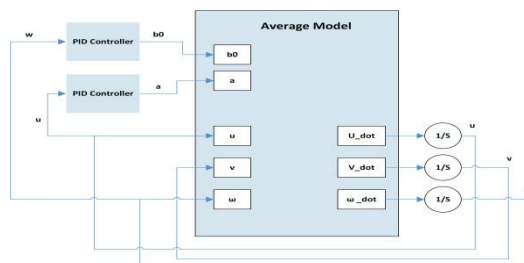 Average Model
w
PID Controller
b0
b0
PID Controller
a
a
u
u
U_dot
1/S
u
v
V_dot
1/S
v
ω
ω _dot
1/S